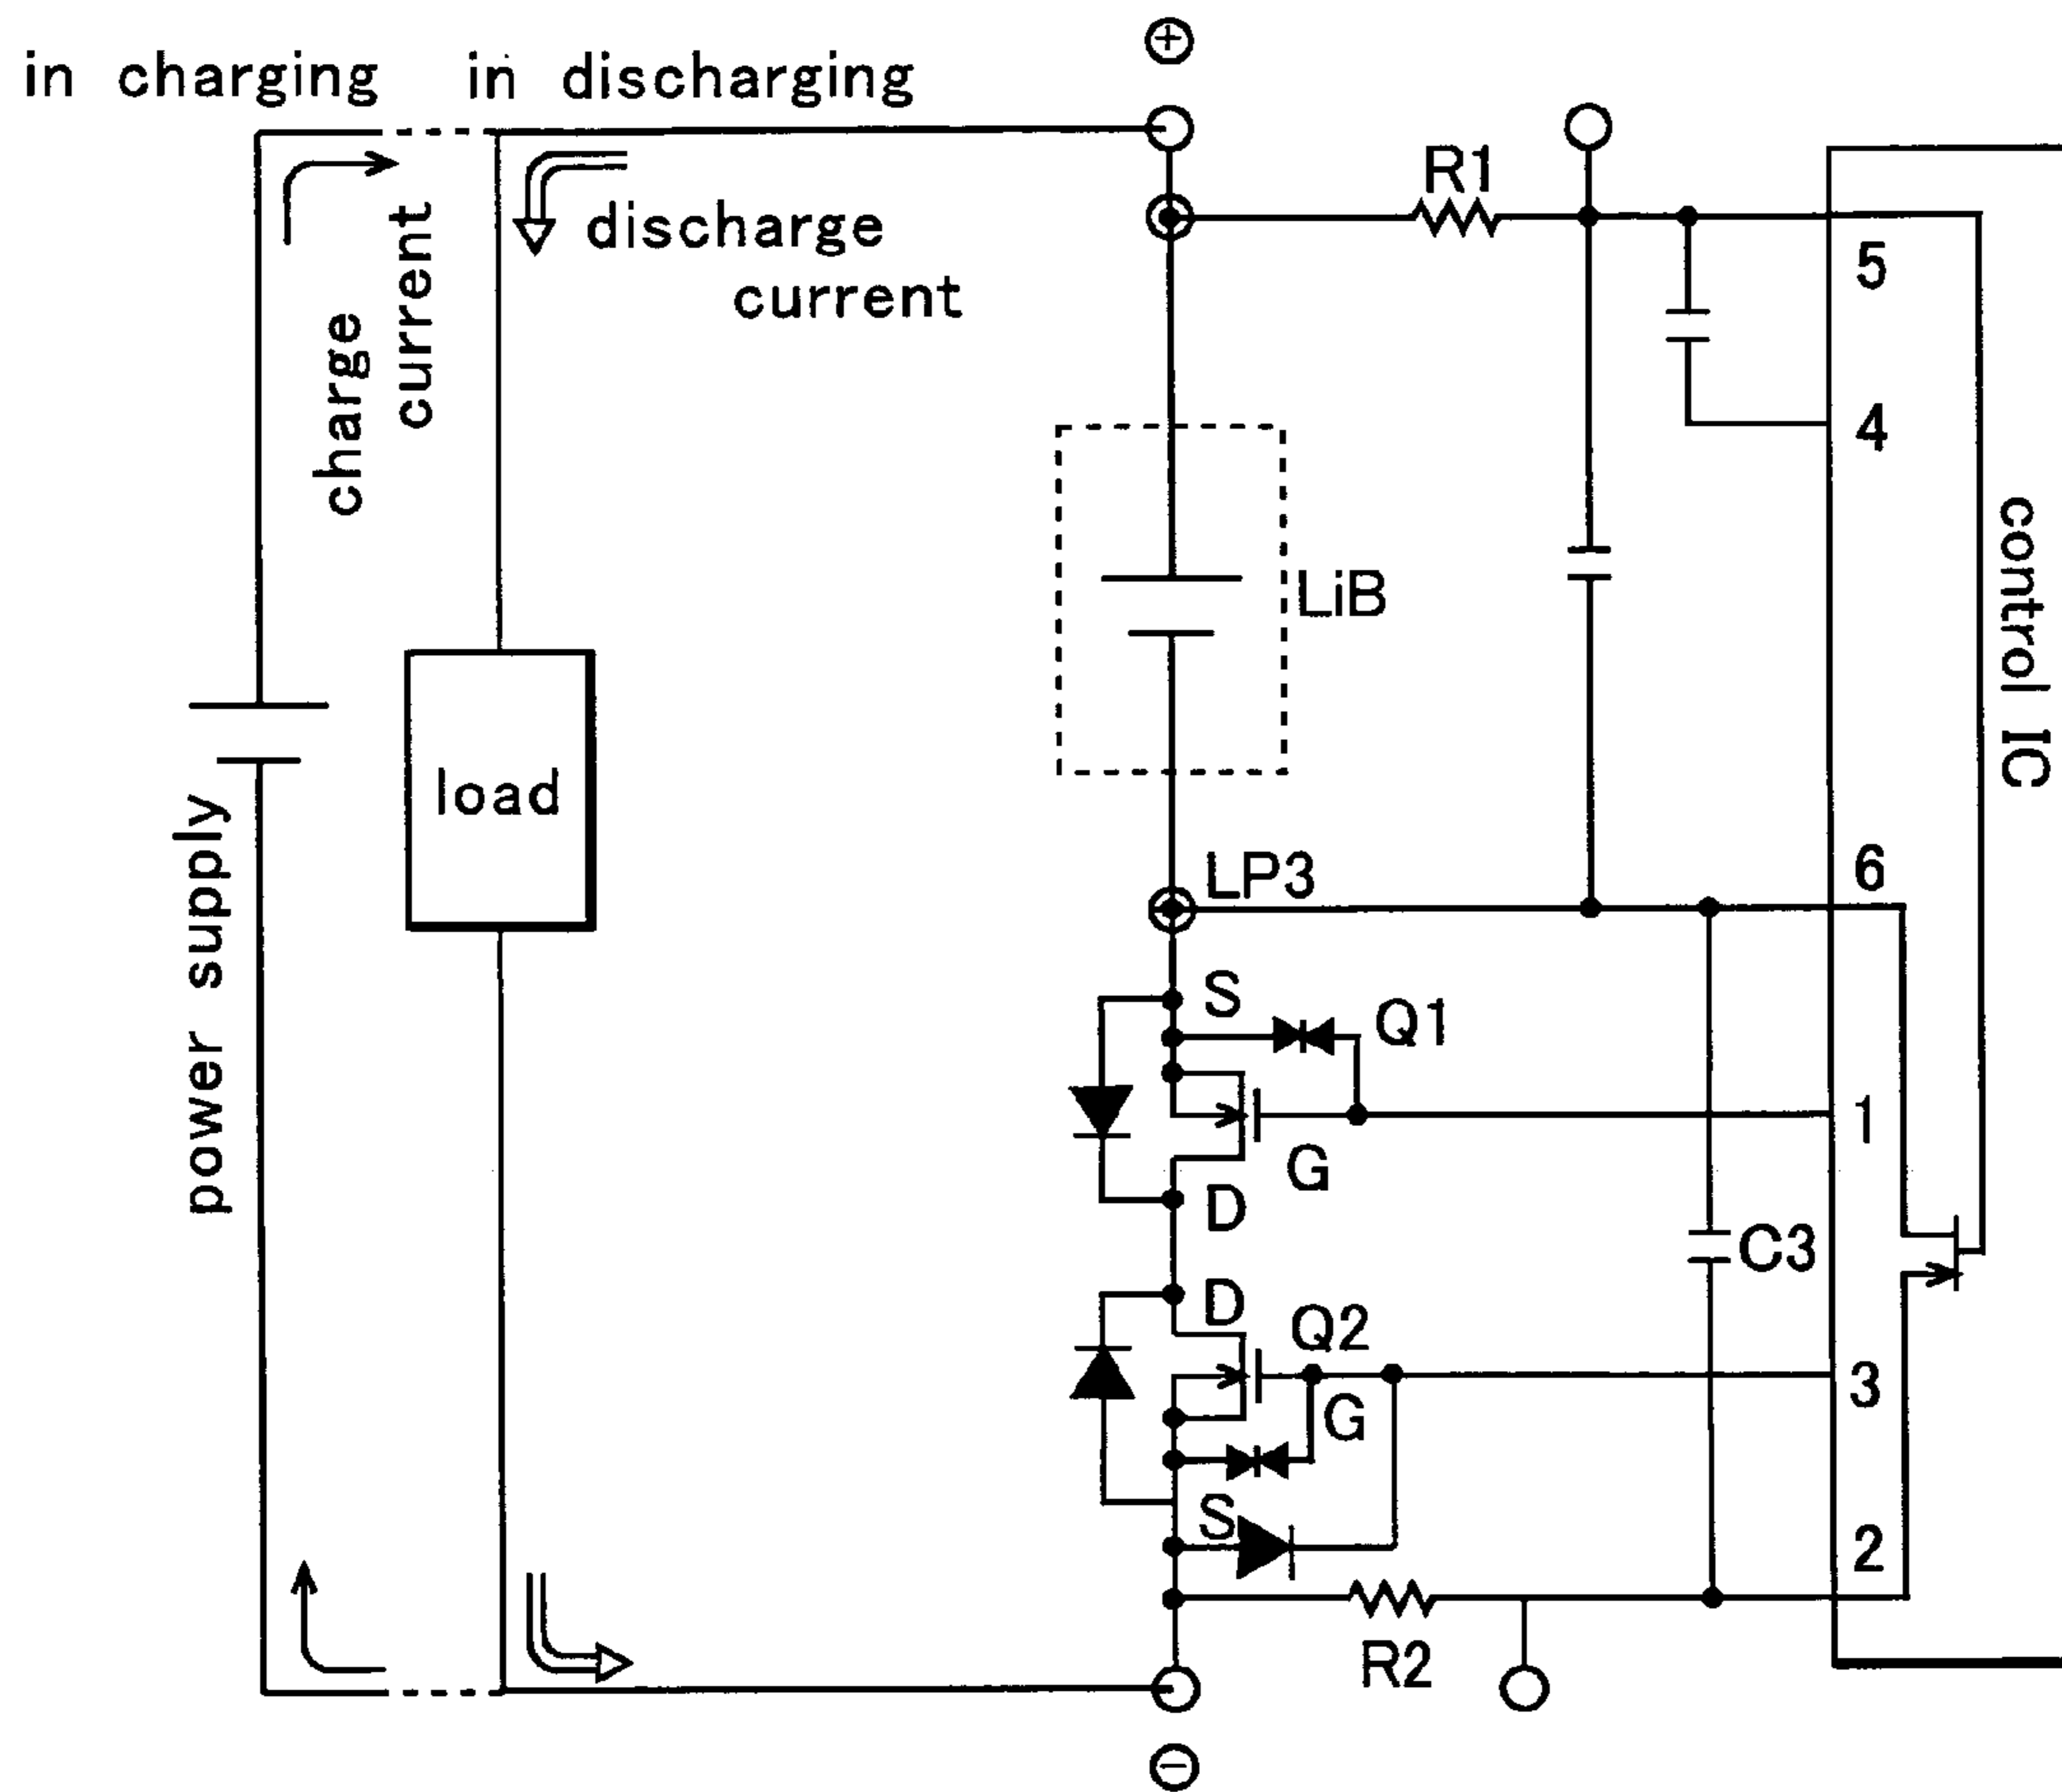 ⊕
in charging
in discharging
charge
current
discharge
current
R1
5
4
control IC
LiB
load
power supply
LP3
6
S
Q1
1
G
D
C3
D
Q2
G
3
S
2
R2
⊖